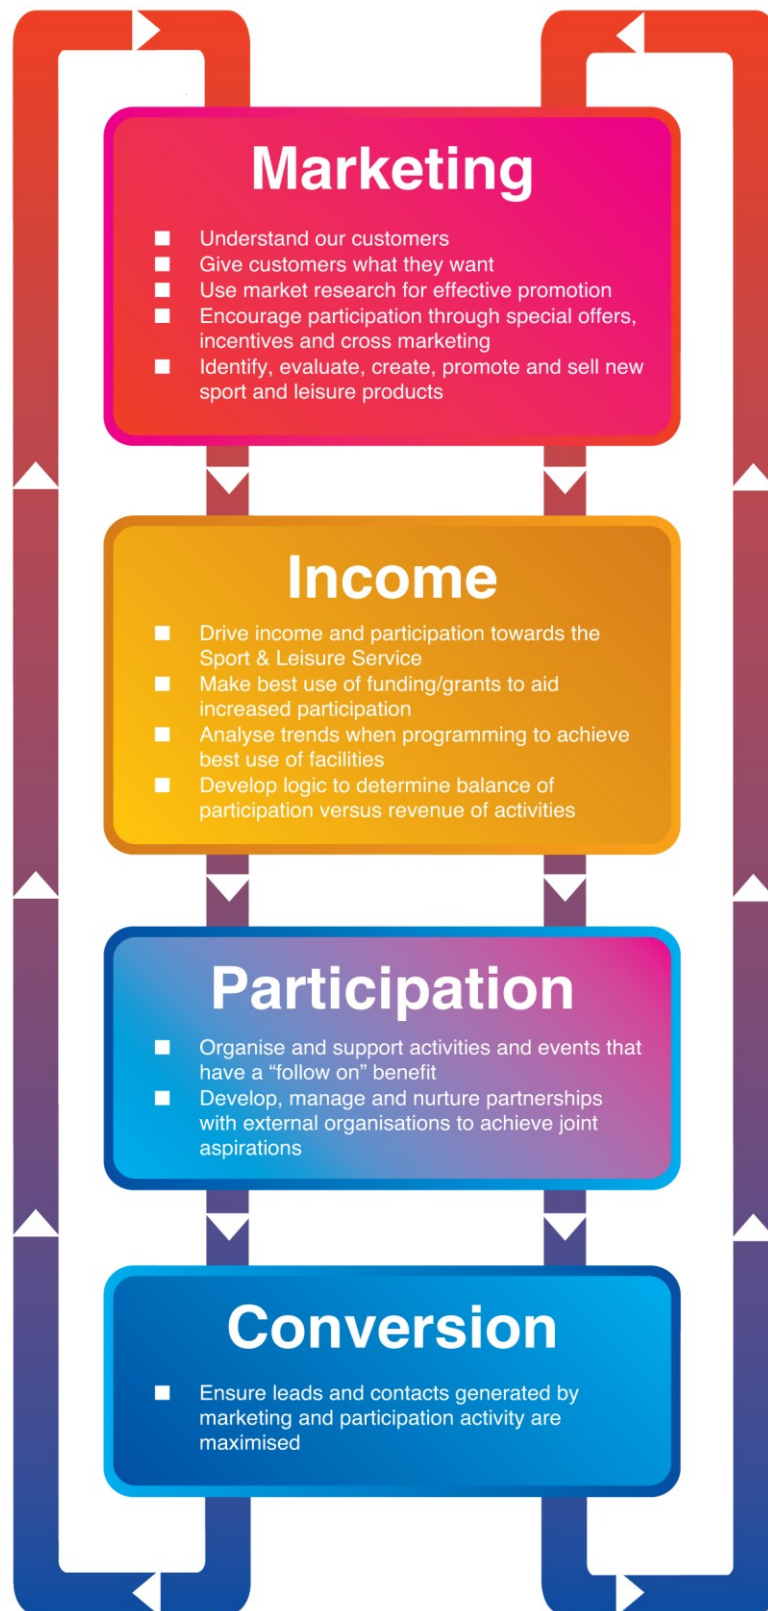 Marketing
Understand our customers
Give customers what they want
Use market research for effective promotion
Encourage participation through special offers,
incentives and cross marketing
Identify, evaluate, create, promote and sell new
sport and leisure products
Income
Drive income and participation towards the
Sport & Leisure Service
Make best use of funding/grants to aid
increased participation
Analyse trends when programming to achieve
best use of facilities
Develop logic to determine balance of
participation versus revenue of activities
Participation
Organise and support activities and events that
have a “follow on” benefit
Develop, manage and nurture partnerships
with external organisations to achieve joint
aspirations
Conversion
Ensure leads and contacts generated by
marketing and participation activity are
maximised